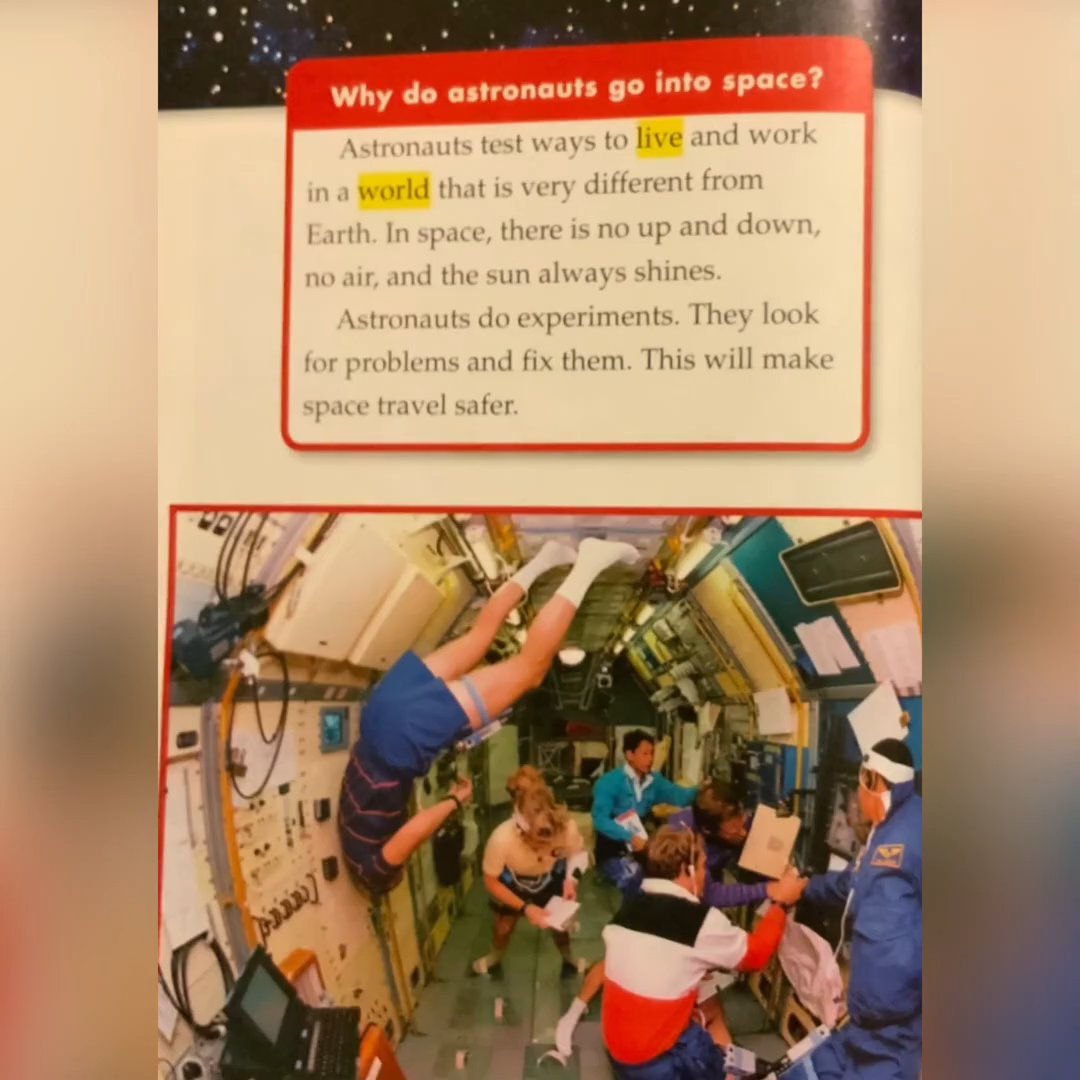 Why do astronauts go into space?
Astronauts test ways to live and work
in a world that is very different from
Earth. In space, there is no up and down,
no air, and the sun always shines.
Astronauts do experiments. They look
for problems and fix them. This will make
space travel safer.